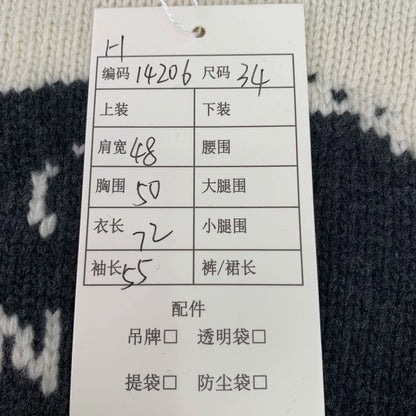 H
编码 14206 尺码 34
上装 下装
肩宽 48 腰围
胸围 50 大腿围
衣长 72 小腿围
袖长 55 裤/裙长
配件
吊牌□ 透明袋□
提袋□ 防尘袋□
N